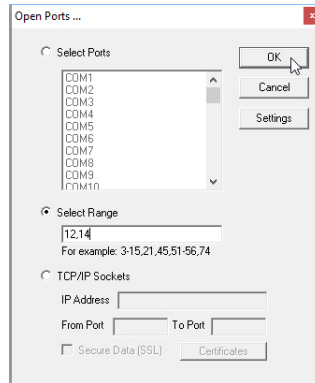 Open Ports ...
x
Select Ports
OK
COM1
COM2
COM3
COM4
COM5
COM6
COM7
COM8
COM9
COM10
Cancel
Settings
Select Range
12,14
For example: 3-15,21,45,51-56,74
TCP/IP Sockets
IP Address
From Port
To Port
Secure Data (SSL)
Certificates